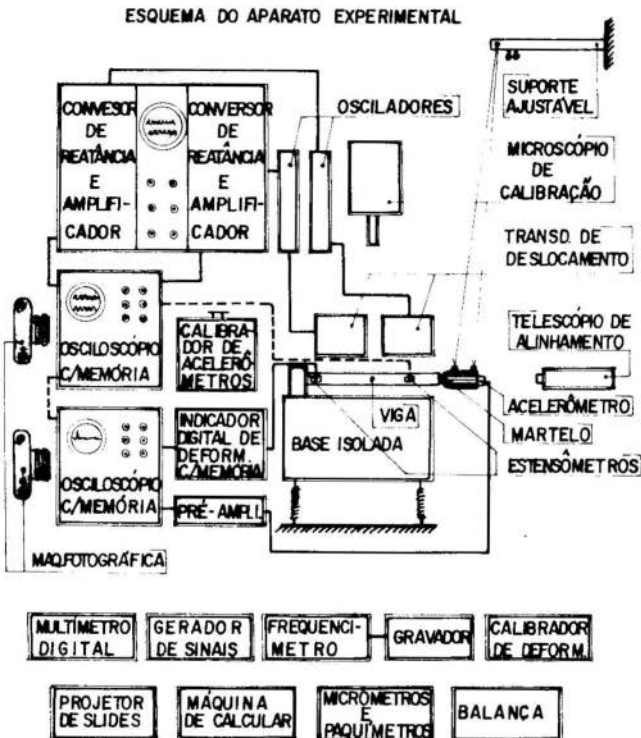 ESQUEMA DO APARATO EXPERIMENTAL
CONVESOR
DE
REATÂNCIA
E
AMPLIFI-
CADOR
CONVERSOR
DE
REATÂNCIA
E
AMPLIFI-
CADOR
OSCILADORES
SUPORTE
AJUSTÁVEL
MICROSCÓPIO
DE
CALIBRAÇÃO
TRANSD. DE
DESLOCAMENTO
TELESCÓPIO DE
ALINHAMENTO
OSCILOSCÓPIO
C/MEMÓRIA
CALIBRA-
DOR DE
ACELERÔ-
METROS
VIGA
BASE ISOLADA
ACELERÔMETRO
MARTELO
ESTENSÔMETROS
OSCILOSCÓPIO
C/MEMÓRIA
INDICADOR
DIGITAL DE
DEFORM.
C/MEMÓRIA
PRÉ-AMPLI.
MAQ.FOTOGRÁFICA
MULTÍMETRO
DIGITAL
GERADOR
DE SINAIS
FREQUENCI-
METRO
GRAVADOR
CALIBRADOR
DE DEFORM.
PROJETOR
DE SLIDES
MÁQUINA
DE CALCULAR
MICRÔMETROS
E
PAQUÍMETROS
BALANÇA